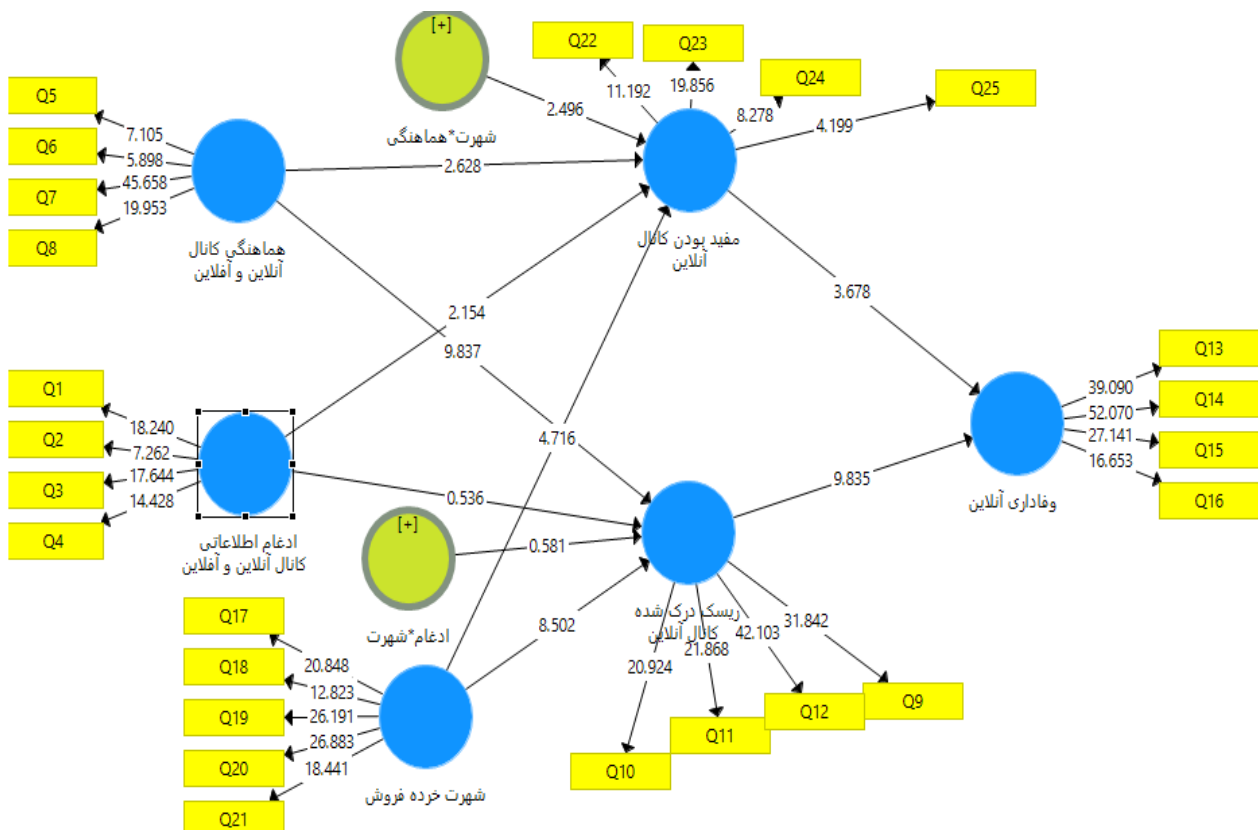 [+]
Q22
Q23
Q24
Q25
11.192
19.856
8.278
4.199
2.496
شهرت*هماهنگی
Q5
Q6
Q7
Q8
7.105
5.898
45.658
19.953
2.628
هماهنگی کانال
آنلاین و آفلاین
مفید بودن کانال
آنلاین
2.154
9.837
3.678
4.716
Q1
Q2
Q3
Q4
18.240
7.262
17.644
14.428
0.536
ادغام اطلاعاتی
کانال آنلاین و آفلاین
[+]
0.581
ادغام*شهرت
Q13
Q14
Q15
Q16
39.090
52.070
27.141
16.653
وفاداری آنلاین
9.835
ریسک درک شده
کانال آنلاین
8.502
Q17
Q18
Q19
Q20
Q21
20.848
12.823
26.191
26.883
18.441
شهرت خرده فروش
20.924
21.868
42.103
31.842
Q10
Q11
Q12
Q9